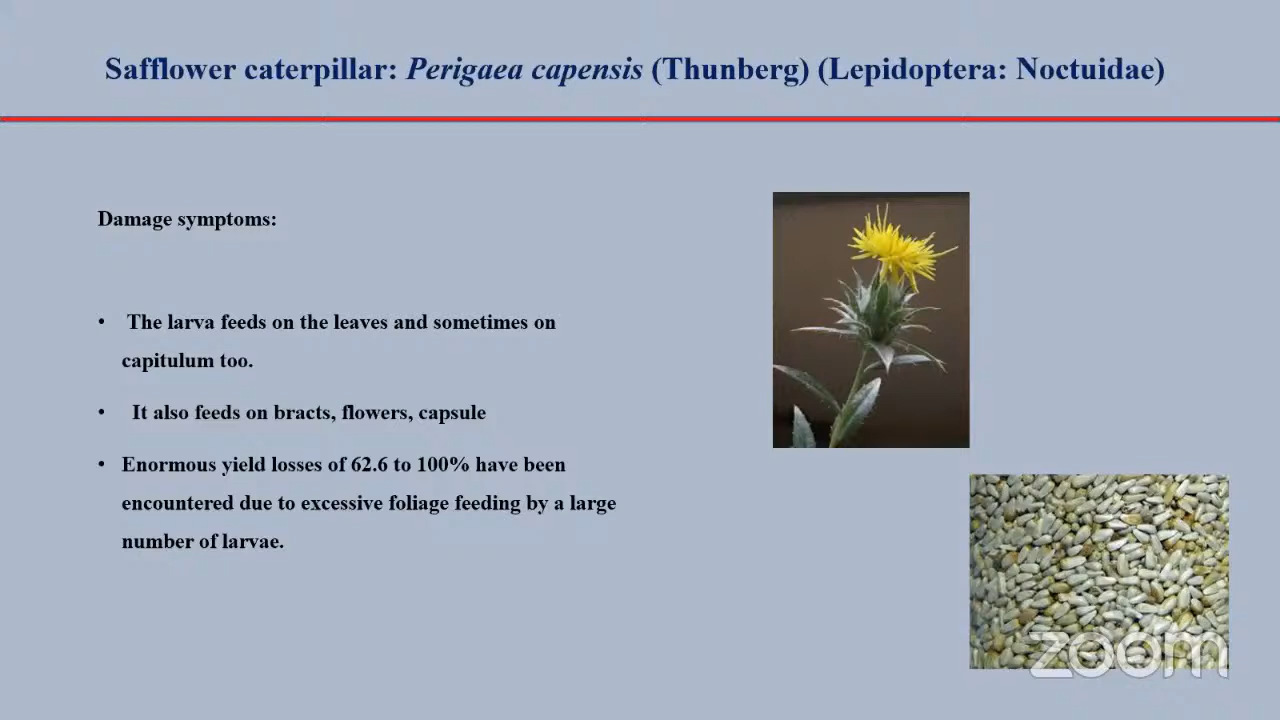 Safflower caterpillar: Perigaea capensis (Thunberg) (Lepidoptera: Noctuidae)
Damage symptoms:
• The larva feeds on the leaves and sometimes on
capitulum too.
• It also feeds on bracts, flowers, capsule
• Enormous yield losses of 62.6 to 100% have been
encountered due to excessive foliage feeding by a large
number of larvae.
zoom